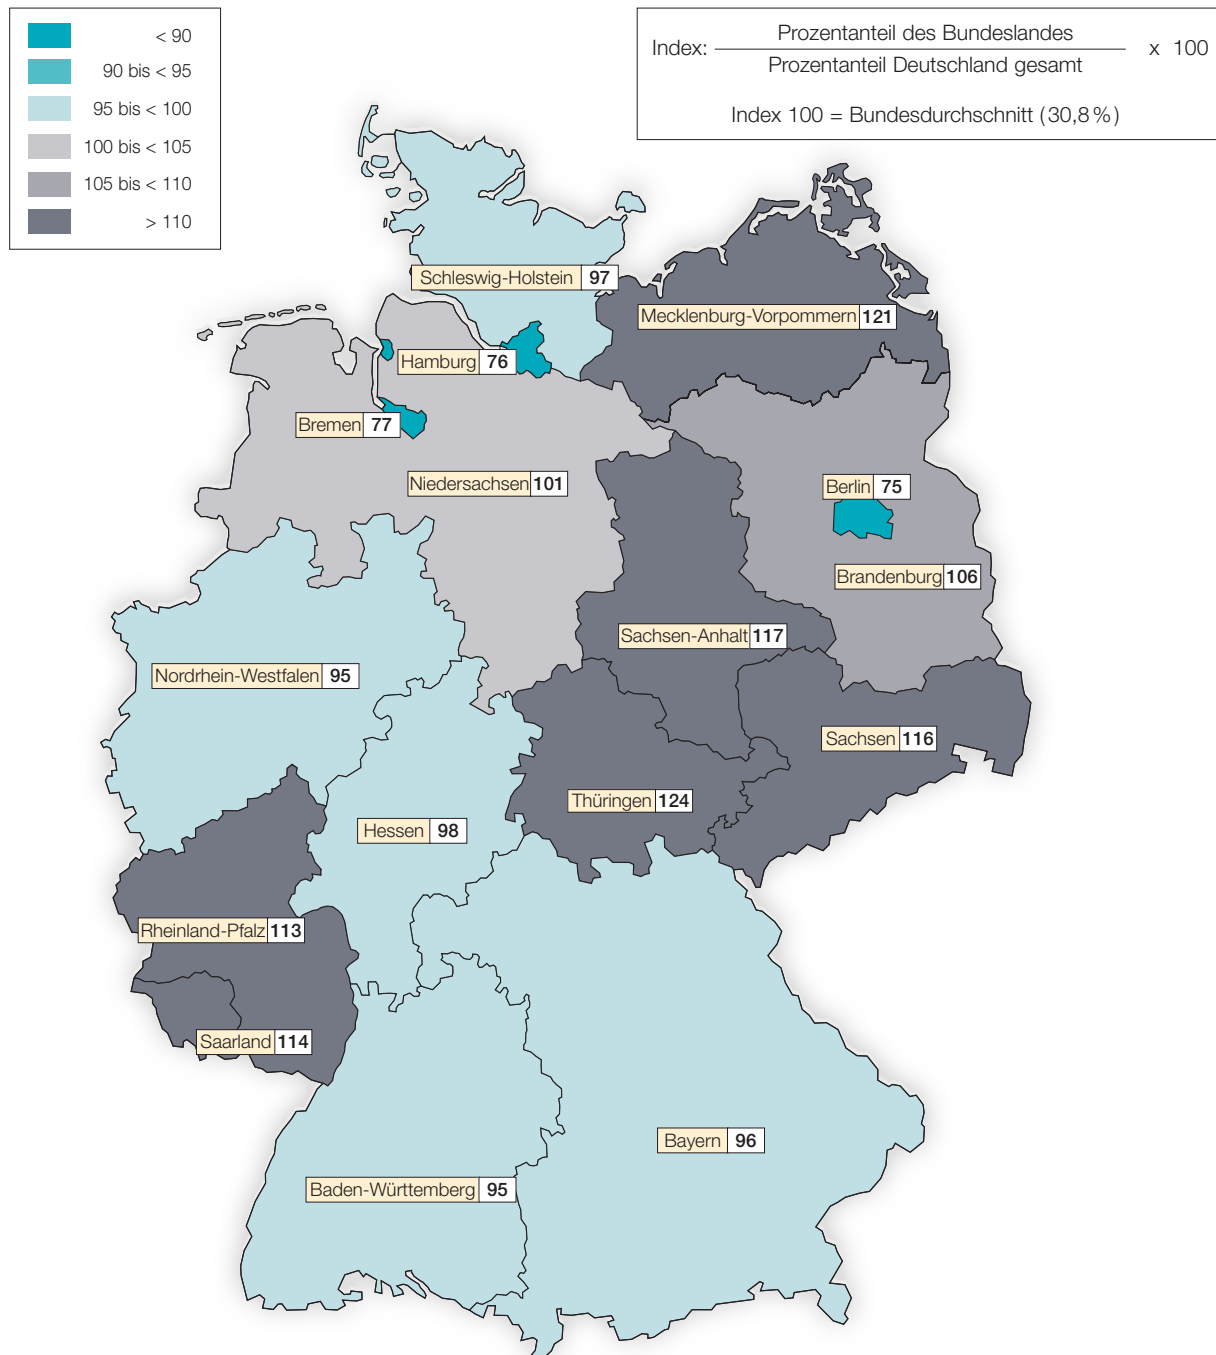 < 90
90 bis < 95
95 bis < 100
100 bis < 105
105 bis < 110
> 110
Prozentanteil des Bundeslandes
Index: x 100
Prozentanteil Deutschland gesamt
Index 100 = Bundesdurchschnitt (30,8 %)
Schleswig-Holstein 97
Mecklenburg-Vorpommern 121
Hamburg 76
Bremen 77
Niedersachsen 101
Berlin 75
Brandenburg 106
Sachsen-Anhalt 117
Nordrhein-Westfalen 95
Sachsen 116
Thüringen 124
Hessen 98
Rheinland-Pfalz 113
Saarland 114
Bayern 96
Baden-Württemberg 95